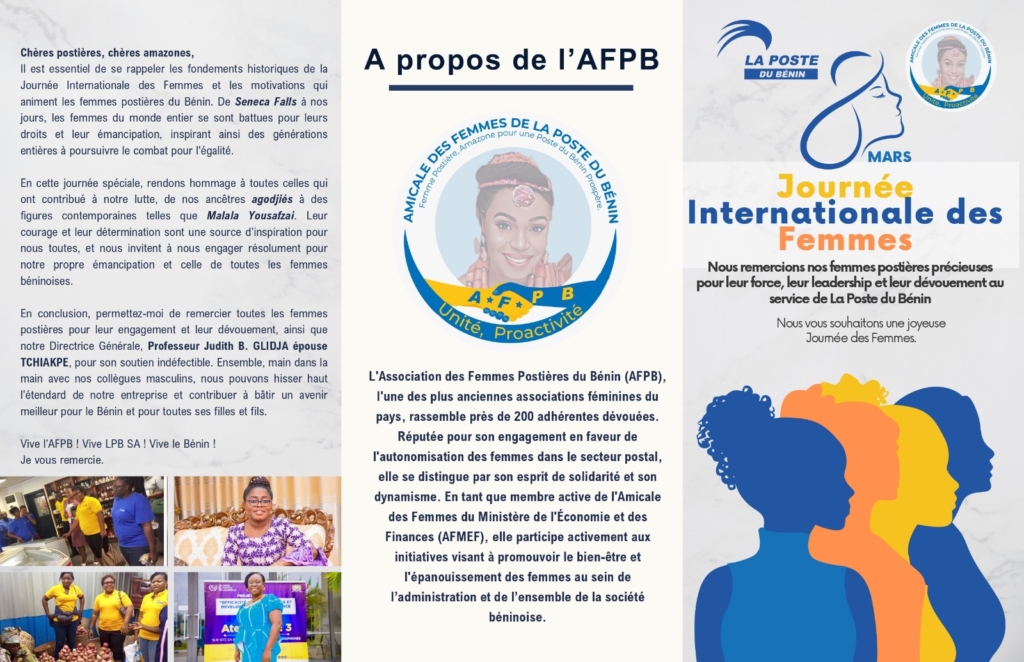 Chères postières, chères amazones,
Il est essentiel de se rappeler les fondements historiques de la
Journée Internationale des Femmes et les motivations qui
animent les femmes postières du Bénin. De Seneca Falls à nos
jours, les femmes du monde entier se sont battues pour leurs
droits et leur émancipation, inspirant ainsi des générations
entières à poursuivre le combat pour l'égalité.
En cette journée spéciale, rendons hommage à toutes celles qui
ont contribué à notre lutte, de nos ancêtres agodjiés à des
figures contemporaines telles que Malala Yousafzai. Leur
courage et leur détermination sont une source d'inspiration pour
nous toutes, et nous invitent à nous engager résolument pour
notre propre émancipation et celle de toutes les femmes
béninoises.
En conclusion, permettez-moi de remercier toutes les femmes
postières pour leur engagement et leur dévouement, ainsi que
notre Directrice Générale, Professeur Judith B. GLIDJA épouse
TCHIAKPE, pour son soutien indéfectible. Ensemble, main dans la
main avec nos collègues masculins, nous pouvons hisser haut
l'étendard de notre entreprise et contribuer à bâtir un avenir
meilleur pour le Bénin et pour toutes ses filles et fils.
Vive l'AFPB ! Vive LPB SA ! Vive le Bénin !
Je vous remercie.
A propos de l'AFPB
AMICALE DES FEMMES DE LA POSTE DU BÉNIN
Femme Postière, Amazone pour une Poste du Bénin Prospère.
A F P B
Unité, Proactivité
L'Association des Femmes Postières du Bénin (AFPB),
l'une des plus anciennes associations féminines du
pays, rassemble près de 200 adhérentes dévouées.
Réputée pour son engagement en faveur de
l'autonomisation des femmes dans le secteur postal,
elle se distingue par son esprit de solidarité et son
dynamisme. En tant que membre active de l'Amicale
des Femmes du Ministère de l'Économie et des
Finances (AFMEF), elle participe activement aux
initiatives visant à promouvoir le bien-être et
l'épanouissement des femmes au sein de
l'administration et de l'ensemble de la société
béninoise.
LA POSTE
DU BÉNIN
AMICALE DES FEMMES DE LA POSTE DU BÉNIN
A F P B
Unité, Proactivité
8
MARS
Journée
Internationale des
Femmes
Nous remercions nos femmes postières précieuses
pour leur force, leur leadership et leur dévouement au
service de La Poste du Bénin
Nous vous souhaitons une joyeuse
Journée des Femmes.